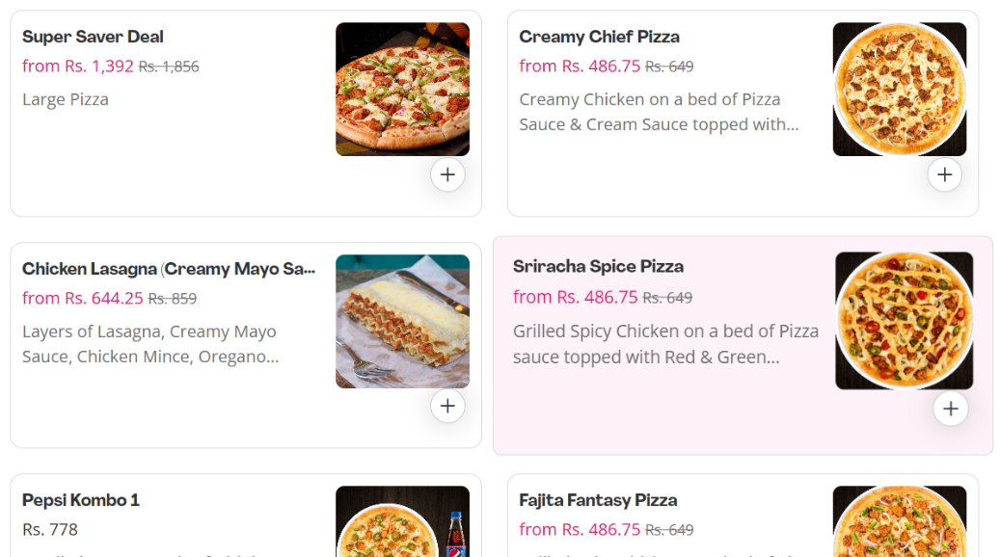 Super Saver Deal
from Rs. 1,392 Rs. 1,856
Large Pizza
Creamy Chief Pizza
from Rs. 486.75 Rs. 649
Creamy Chicken on a bed of Pizza
Sauce & Cream Sauce topped with...
Chicken Lasagna (Creamy Mayo Sa...
from Rs. 644.25 Rs. 859
Layers of Lasagna, Creamy Mayo
Sauce, Chicken Mince, Oregano...
Sriracha Spice Pizza
from Rs. 486.75 Rs. 649
Grilled Spicy Chicken on a bed of Pizza
sauce topped with Red & Green...
Pepsi Kombo 1
Rs. 778
Fajita Fantasy Pizza
from Rs. 486.75 Rs. 649